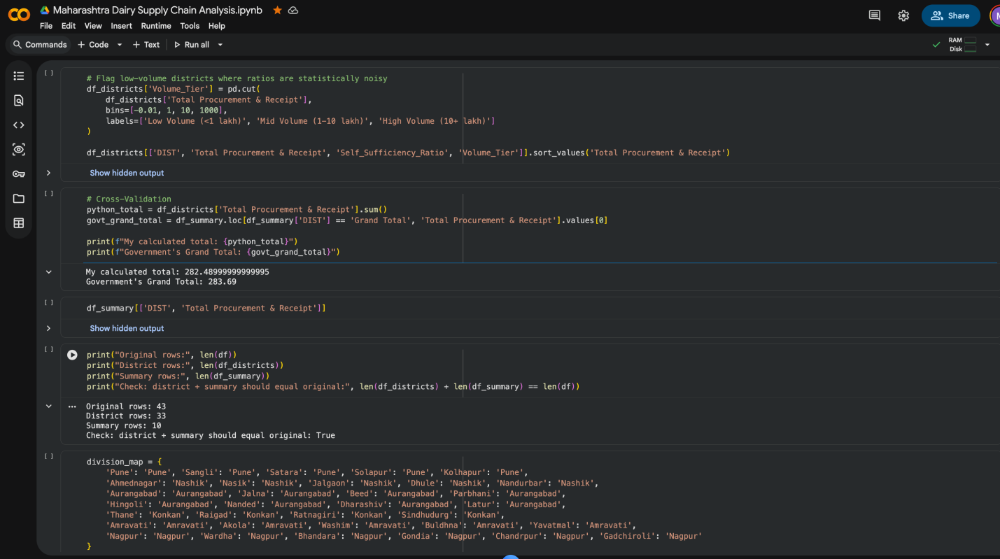 Maharashtra Dairy Supply Chain Analysis.ipynb
File Edit View Insert Runtime Tools Help
Share
Commands + Code + Text Run all
RAM
Disk
[ ]
# Flag low-volume districts where ratios are statistically noisy
df_districts['Volume_Tier'] = pd.cut(
    df_districts['Total Procurement & Receipt'],
    bins=[-0.01, 1, 10, 1000],
    labels=['Low Volume (<1 lakh)', 'Mid Volume (1-10 lakh)', 'High Volume (10+ lakh)']
)
df_districts[['DIST', 'Total Procurement & Receipt', 'Self_Sufficiency_Ratio', 'Volume_Tier']].sort_values('Total Procurement & Receipt')
Show hidden output
[ ]
# Cross-Validation
python_total = df_districts['Total Procurement & Receipt'].sum()
govt_grand_total = df_summary.loc[df_summary['DIST'] == 'Grand Total', 'Total Procurement & Receipt'].values[0]
print(f"My calculated total: {python_total}")
print(f"Government's Grand Total: {govt_grand_total}")
My calculated total: 282.48999999999995
Government's Grand Total: 283.69
[ ]
df_summary[['DIST', 'Total Procurement & Receipt']]
Show hidden output
[ ]
print("Original rows:", len(df))
print("District rows:", len(df_districts))
print("Summary rows:", len(df_summary))
print("Check: district + summary should equal original:", len(df_districts) + len(df_summary) == len(df))
Original rows: 43
District rows: 33
Summary rows: 10
Check: district + summary should equal original: True
[ ]
division_map = {
    'Pune': 'Pune', 'Sangli': 'Pune', 'Satara': 'Pune', 'Solapur': 'Pune', 'Kolhapur': 'Pune',
    'Ahmednagar': 'Nashik', 'Nasik': 'Nashik', 'Jalgaon': 'Nashik', 'Dhule': 'Nashik', 'Nandurbar': 'Nashik',
    'Aurangabad': 'Aurangabad', 'Jalna': 'Aurangabad', 'Beed': 'Aurangabad', 'Parbhani': 'Aurangabad',
    'Hingoli': 'Aurangabad', 'Nanded': 'Aurangabad', 'Dharashiv': 'Aurangabad', 'Latur': 'Aurangabad',
    'Thane': 'Konkan', 'Raigad': 'Konkan', 'Ratnagiri': 'Konkan', 'Sindhudurg': 'Konkan',
    'Amravati': 'Amravati', 'Akola': 'Amravati', 'Washim': 'Amravati', 'Buldhna': 'Amravati', 'Yavatmal': 'Amravati',
    'Nagpur': 'Nagpur', 'Wardha': 'Nagpur', 'Bhandara': 'Nagpur', 'Gondia': 'Nagpur', 'Chandrpur': 'Nagpur', 'Gadchiroli': 'Nagpur'
}